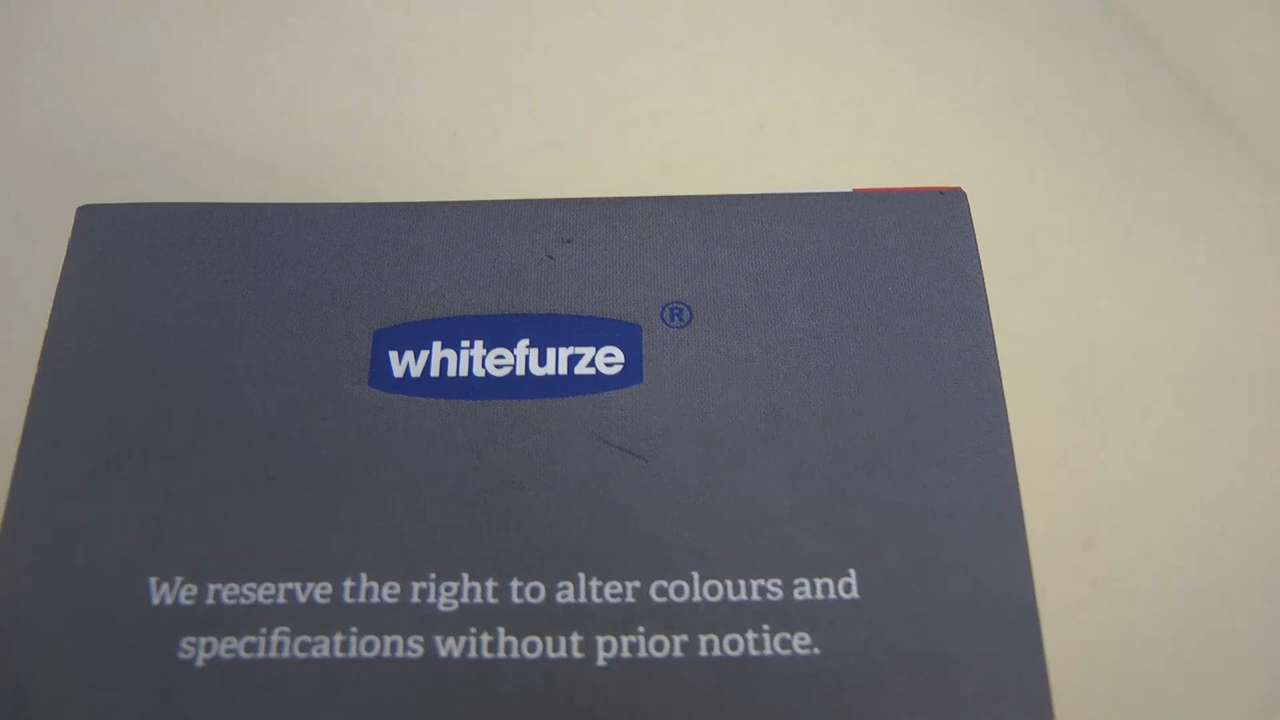 whitefurze ®
We reserve the right to alter colours and
specifications without prior notice.